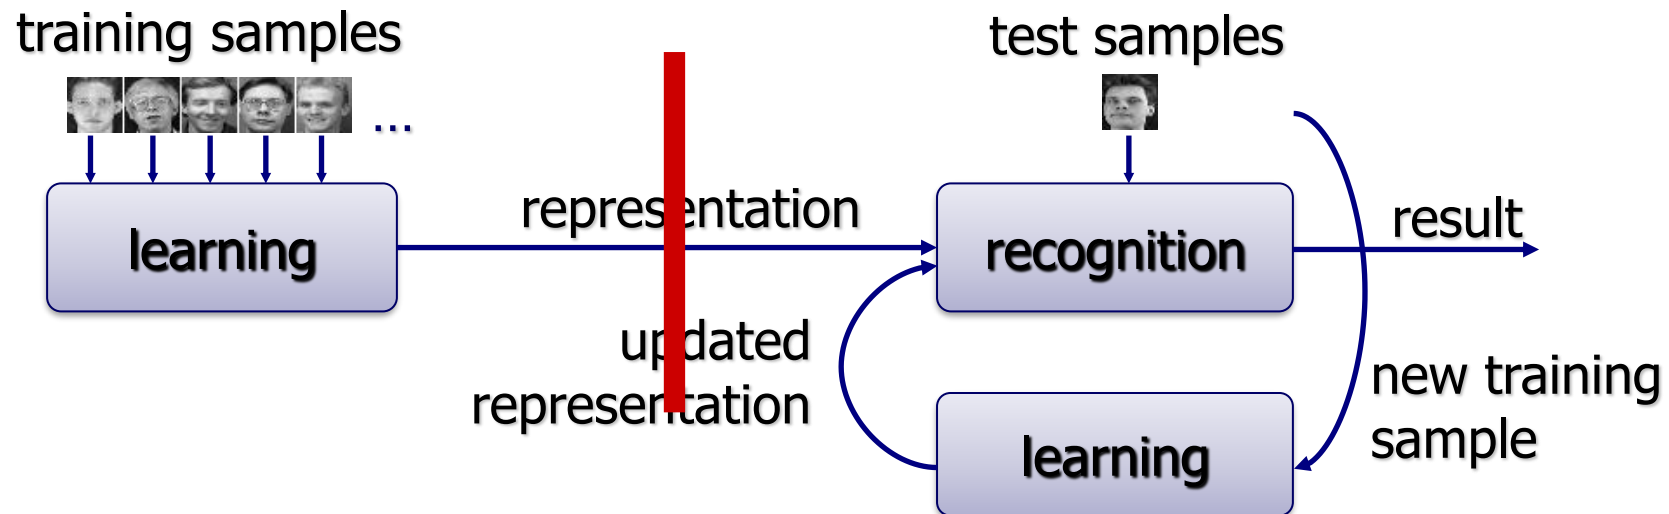 training samples
test samples
...
representation
result
learning
recognition
updated
representation
new training
sample
learning